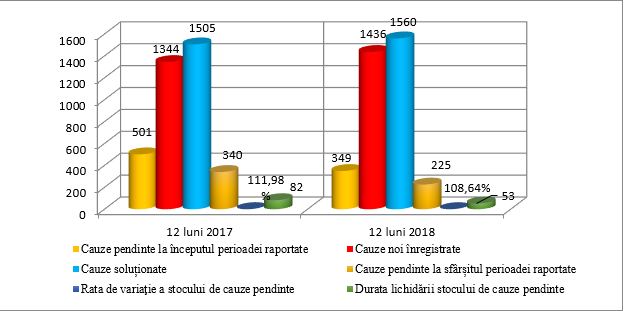 1600
1400
1200
1000
800
600
400
200
0
501
1344
1505
340
111,98
%
82
349
1436
1560
225
108,64%
53
12 luni 2017
12 luni 2018
Cauze pendinte la începutul perioadei raportate
Cauze noi înregistrate
Cauze soluționate
Cauze pendinte la sfârșitul perioadei raportate
Rata de variație a stocului de cauze pendinte
Durata lichidării stocului de cauze pendinte